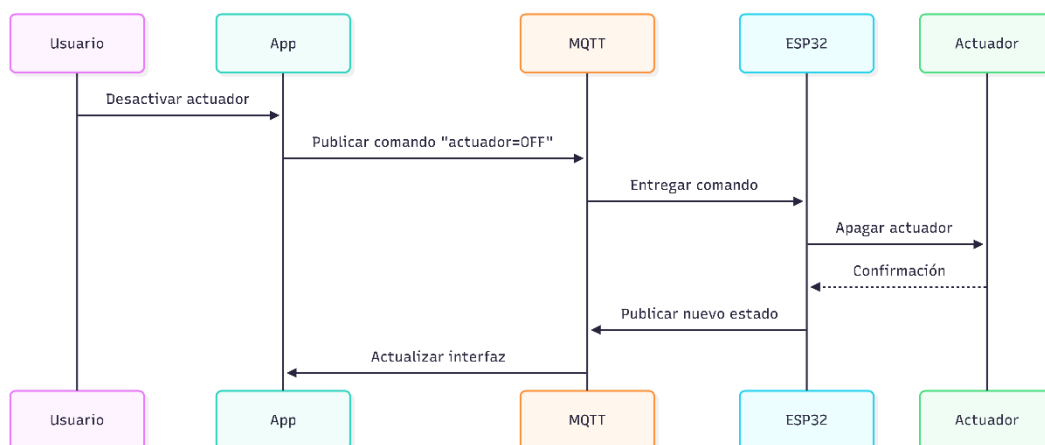 Usuario
App
MQTT
ESP32
Actuador
Desactivar actuador
Publicar comando "actuador=OFF"
Entregar comando
Apagar actuador
Confirmación
Publicar nuevo estado
Actualizar interfaz
Usuario
App
MQTT
ESP32
Actuador